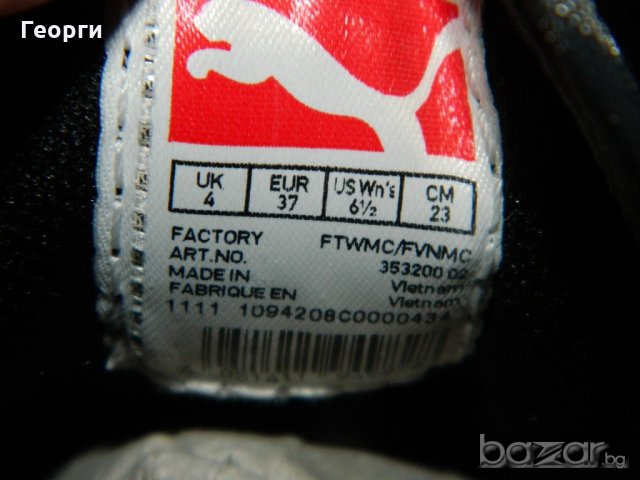 Георги
UK EUR US Wn's CM
4 37 6½ 23
FACTORY FTWMC/FVNMC
ART.NO. 353200 02
MADE IN Vietnam
FABRIQUE EN Vietnam
1111 1094208C0000434
bazar.bg